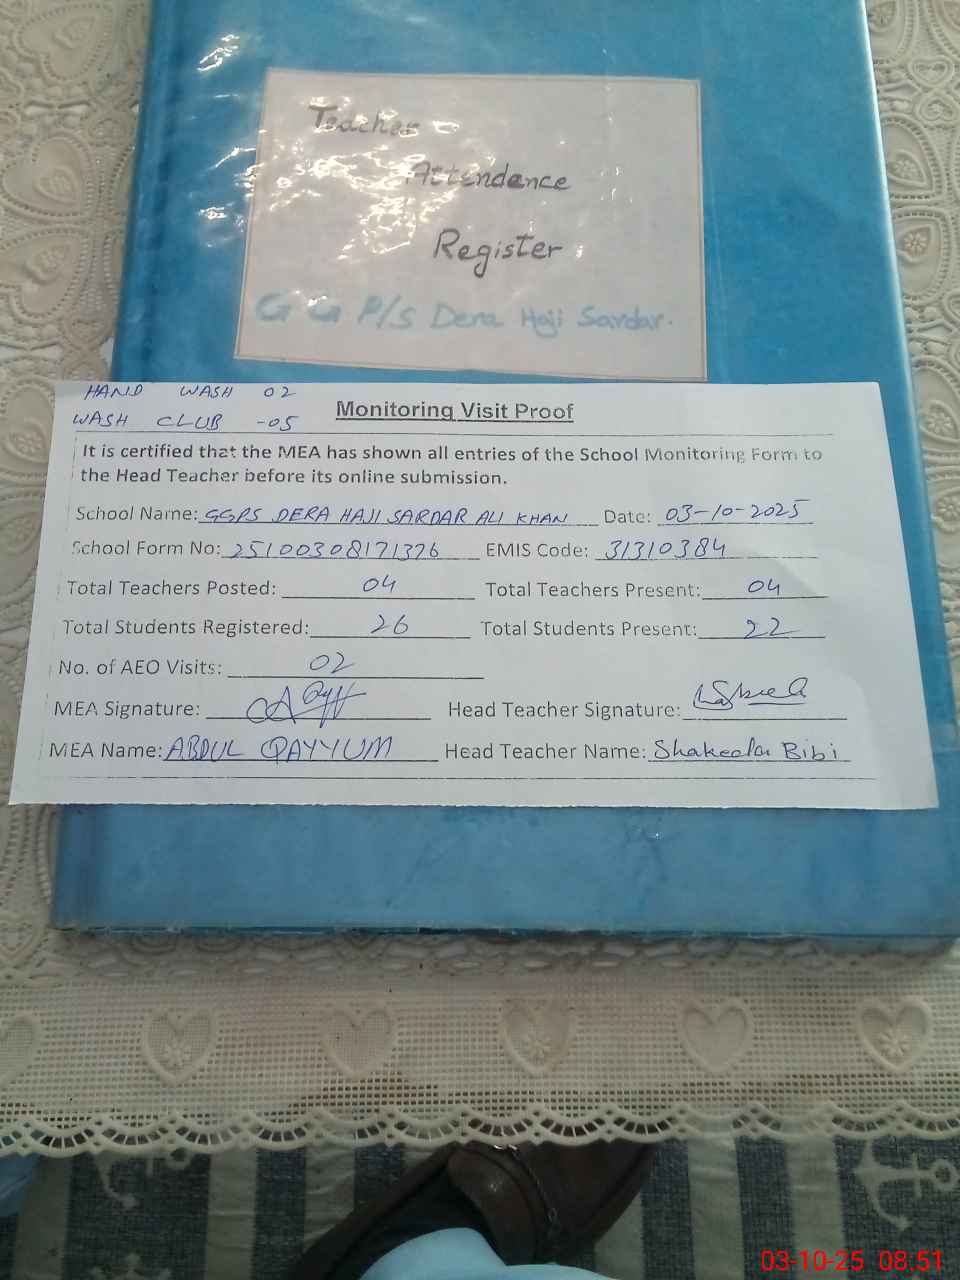 Teacher
Attendence
Register
G G P/S Dera Haji Sardar.
HAND WASH 02
WASH CLUB -05
Monitoring Visit Proof
It is certified that the MEA has shown all entries of the School Monitoring Form to
the Head Teacher before its online submission.
School Name: GGPS DERA HAJI SARDAR ALI KHAN Date: 03-10-2025
School Form No: 25100308171376 EMIS Code: 31310384
Total Teachers Posted: 04 Total Teachers Present: 04
Total Students Registered: 26 Total Students Present: 22
No. of AEO Visits: 02
MEA Signature: Head Teacher Signature:
MEA Name: ABDUL QAYYUM Head Teacher Name: Shakeela Bibi
03-10-25 08.51